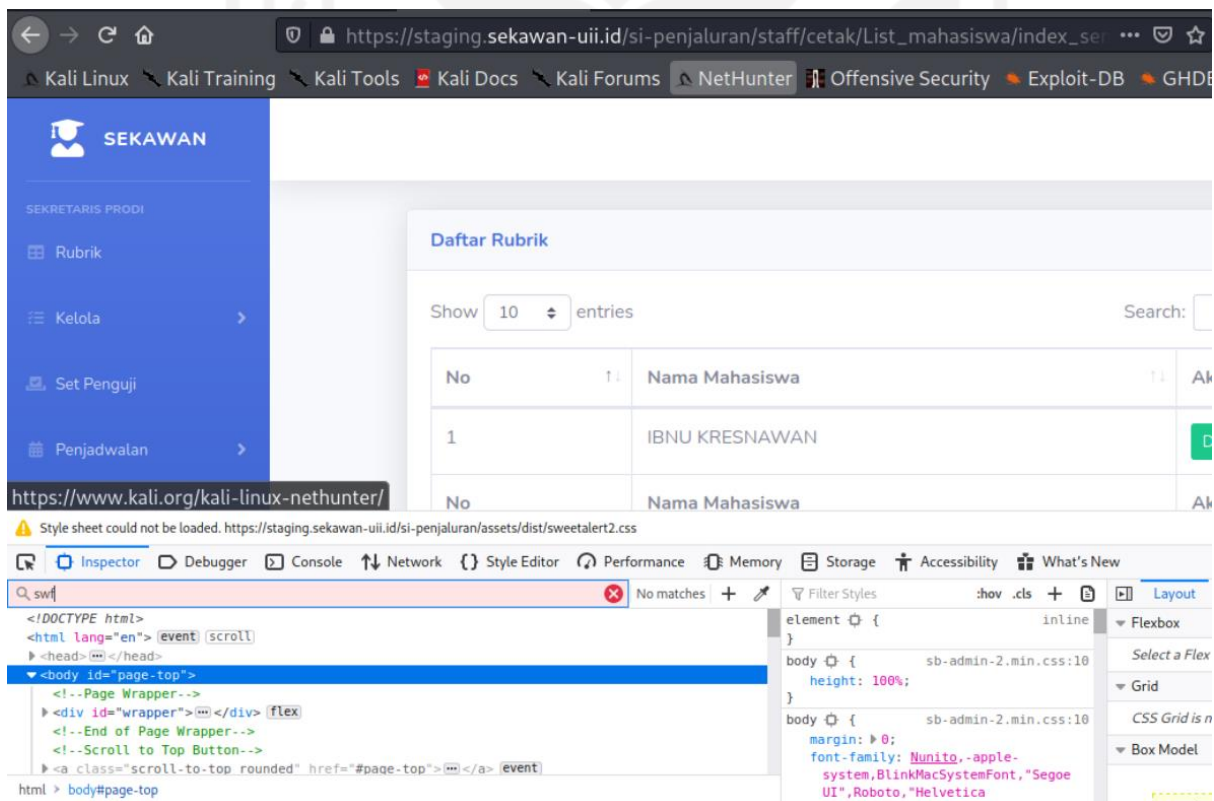 https://staging.sekawan-uii.id/si-penjaluran/staff/cetak/List_mahasiswa/index_ser ···
Kali Linux Kali Training Kali Tools Kali Docs Kali Forums NetHunter Offensive Security Exploit-DB GHDB
SEKAWAN
SEKRETARIS PRODI
Rubrik
Kelola
Set Penguji
Penjadwalan
https://www.kali.org/kali-linux-nethunter/
Daftar Rubrik
Show 10 entries Search:
No Nama Mahasiswa Ak
1 IBNU KRESNAWAN D
No Nama Mahasiswa Ak
Style sheet could not be loaded. https://staging.sekawan-uii.id/si-penjaluran/assets/dist/sweetalert2.css
Inspector Debugger Console Network {} Style Editor Performance Memory Storage Accessibility What's New
swf No matches +
<!DOCTYPE html>
<html lang="en"> event scroll
<head>···</head>
<body id="page-top">
<!--Page Wrapper-->
<div id="wrapper">···</div> flex
<!--End of Page Wrapper-->
<!--Scroll to Top Button-->
<a class="scroll-to-top rounded" href="#page-top">···</a> event
html > body#page-top
Filter Styles :hov .cls +
element { inline
}
body { sb-admin-2.min.css:10
height: 100%;
}
body { sb-admin-2.min.css:10
margin: 0;
font-family: Nunito,-apple-
system,BlinkMacSystemFont,"Segoe
UI",Roboto,"Helvetica
Layout
Flexbox
Select a Flex
Grid
CSS Grid is n
Box Model